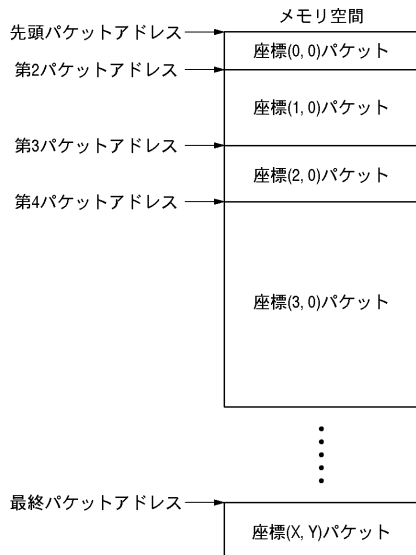 メモリ空間
先頭パケットアドレス
座標(0, 0)パケット
第2パケットアドレス
座標(1, 0)パケット
第3パケットアドレス
座標(2, 0)パケット
第4パケットアドレス
座標(3, 0)パケット
最終パケットアドレス
座標(X, Y)パケット